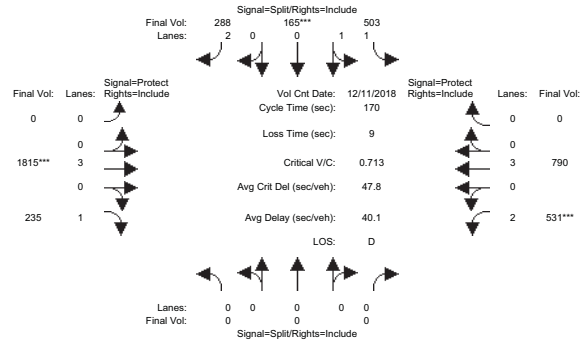 Signal=Split/Rights=Include
Final Vol: 288 165*** 503
Lanes: 2 0 0 1 1
Signal=Protect Signal=Protect
Final Vol: Lanes: Rights=Include Vol Cnt Date: 12/11/2018 Rights=Include Lanes: Final Vol:
Cycle Time (sec): 170
0 0 0 0
Loss Time (sec): 9
0 0
1815*** 3 Critical V/C: 0.713 3 790
0 Avg Crit Del (sec/veh): 47.8 0
235 1 Avg Delay (sec/veh): 40.1 2 531***
LOS: D
Lanes: 0 0 0 0 0
Final Vol: 0 0 0
Signal=Split/Rights=Include